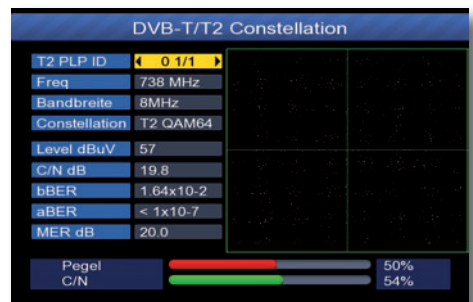 DVB-T/T2 Constellation
T2 PLP ID 0 1/1
Freq 738 MHz
Bandbreite 8MHz
Constellation T2 QAM64
Level dBuV 57
C/N dB 19.8
bBER 1.64x10-2
aBER < 1x10-7
MER dB 20.0
Pegel 50%
C/N 54%